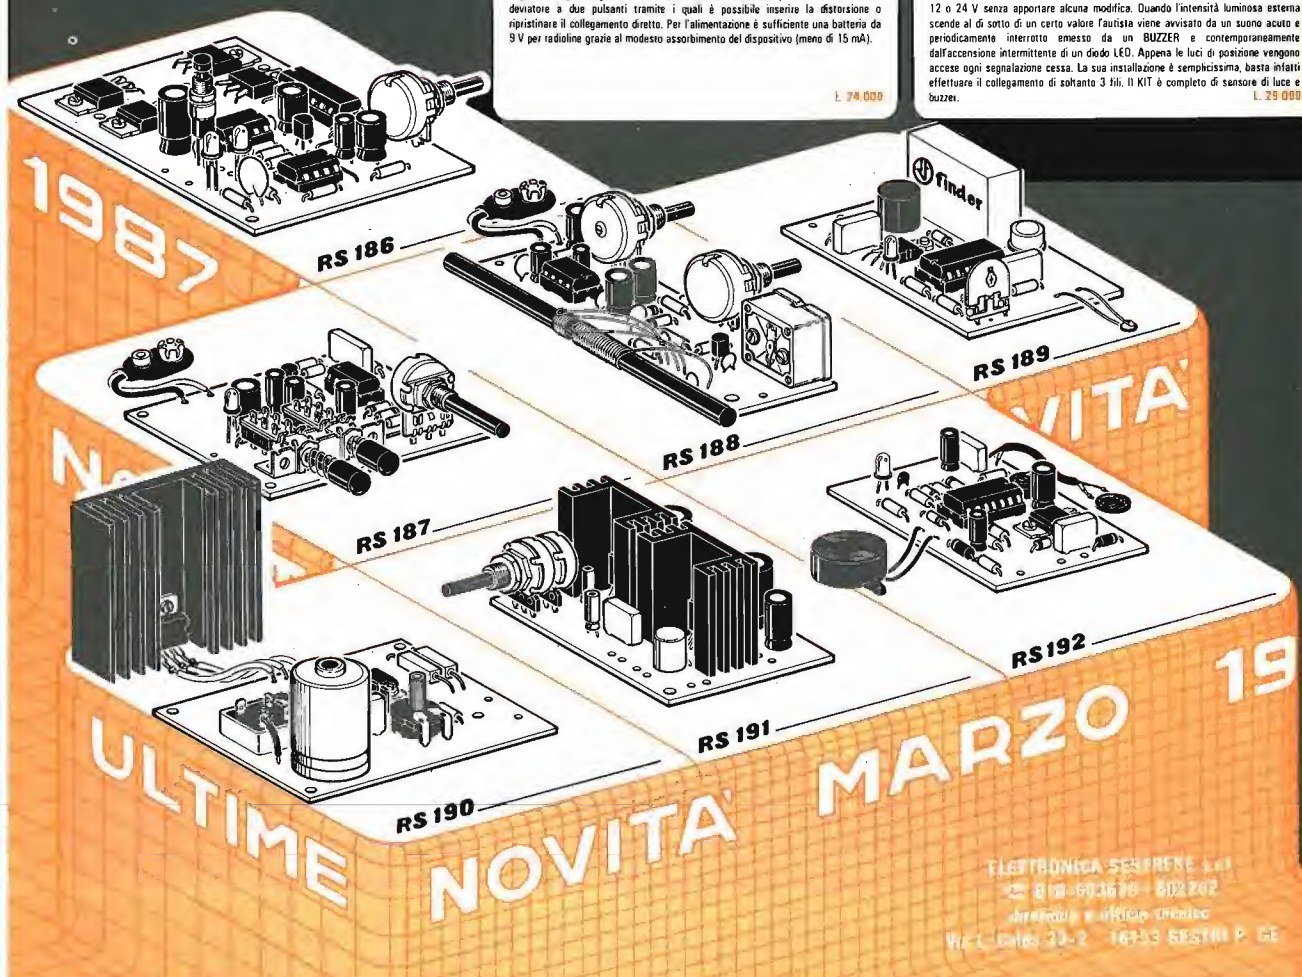 deviatore a due pulsanti tramite i quali è possibile inserire la distorsione o
ripristinare il collegamento diretto. Per l'alimentazione è sufficiente una batteria da
9 V per radioline grazie al modesto assorbimento del dispositivo (meno di 15 mA).
L. 24.000
12 o 24 V senza apportare alcuna modifica. Quando l'intensità luminosa esterna
scende al di sotto di un certo valore l'autista viene avvisato da un suono acuto e
periodicamente interrotto emesso da un BUZZER e contemporaneamente
dall'accensione intermittente di un diodo LED. Appena le luci di posizione vengono
accese ogni segnalazione cessa. La sua installazione è semplicissima, basta infatti
effettuare il collegamento di soltanto 3 fili. Il KIT è completo di sensore di luce e
buzzer.
L. 29.000
1987
RS 186
finder
RS 189
RS 188
VITA'
RS 187
RS 192
RS 191
RS 190
ULTIME NOVITA' MARZO 19
ELETTRONICA SESTRESE s.r.l.
direzione e ufficio tecnico
16153 SESTRI P. GE